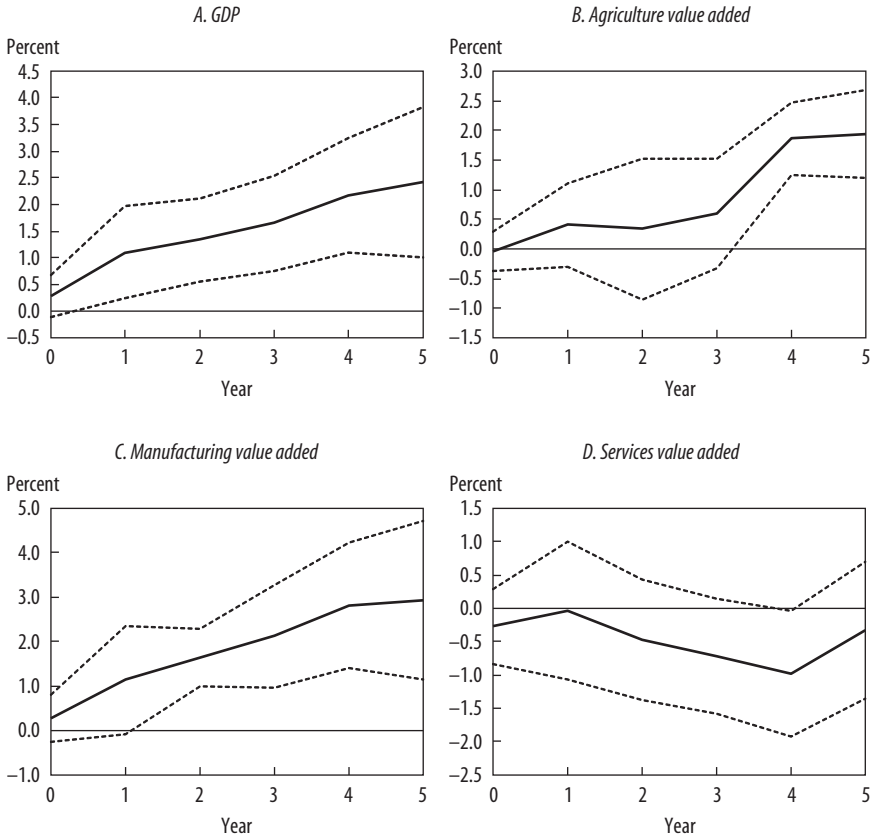 A. GDP
Percent
4.5
4.0
3.5
3.0
2.5
2.0
1.5
1.0
0.5
0.0
–0.5
0 1 2 3 4 5
Year
B. Agriculture value added
Percent
3.0
2.5
2.0
1.5
1.0
0.5
0.0
–0.5
–1.0
–1.5
0 1 2 3 4 5
Year
C. Manufacturing value added
Percent
5.0
4.0
3.0
2.0
1.0
0.0
–1.0
0 1 2 3 4 5
Year
D. Services value added
Percent
1.5
1.0
0.5
0.0
–0.5
–1.0
–1.5
–2.0
–2.5
0 1 2 3 4 5
Year